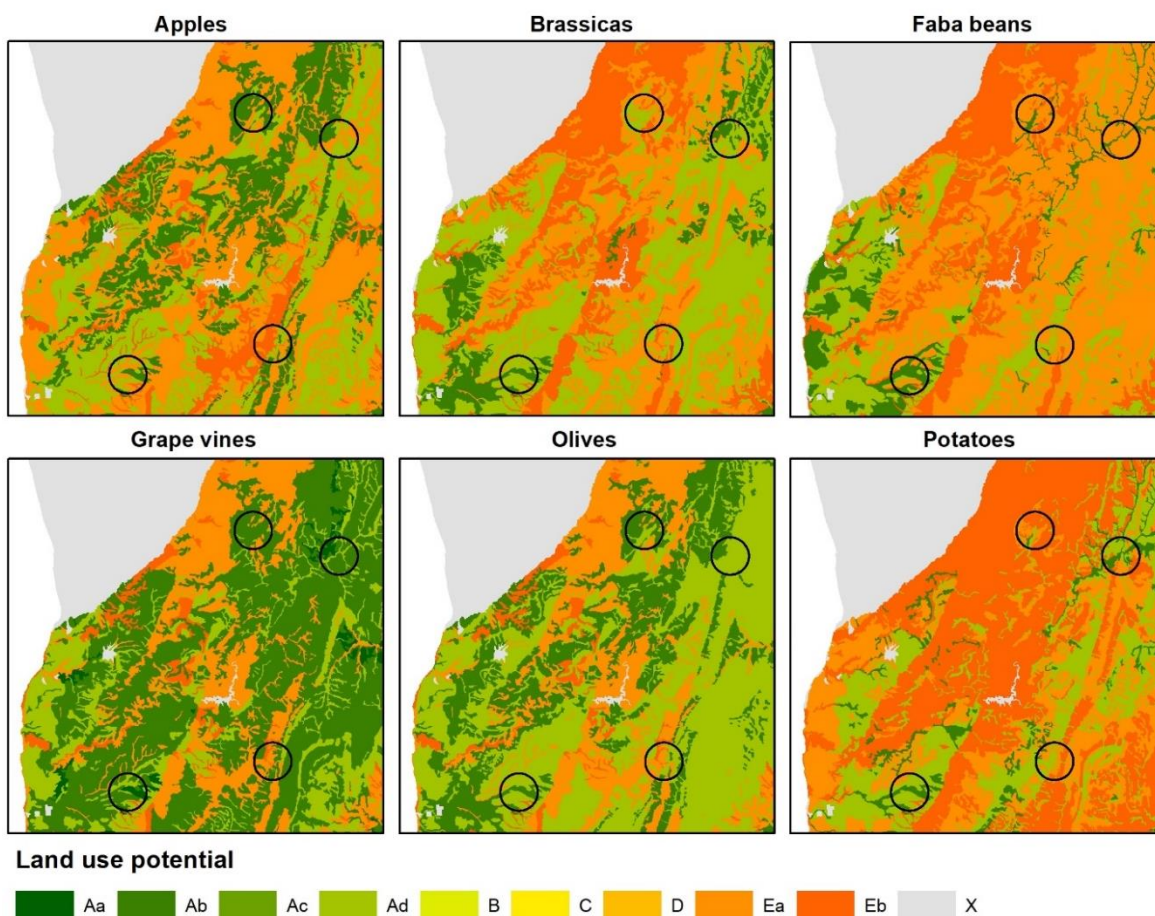 Apples Brassicas Faba beans
Grape vines Olives Potatoes
Land use potential
Aa Ab Ac Ad B C D Ea Eb X